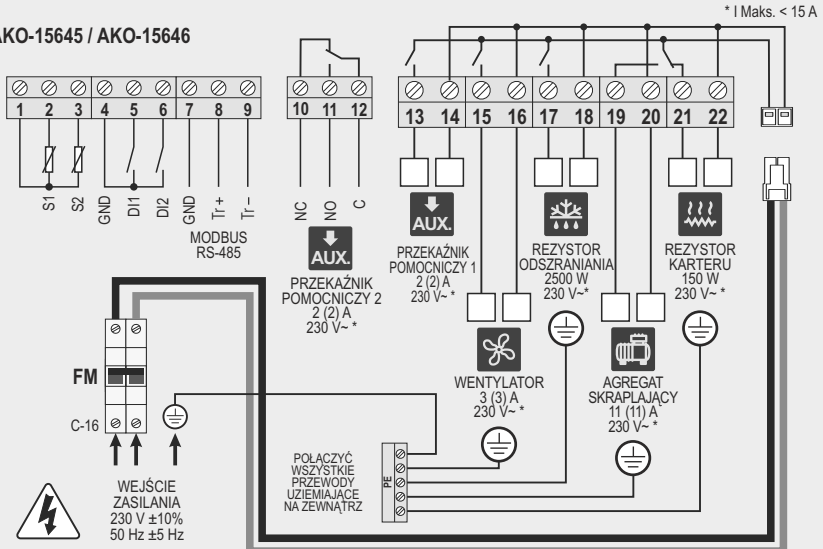 * I Maks. < 15 A
AKO-15645 / AKO-15646
1 2 3 4 5 6 7 8 9
10 11 12
13 14 15 16 17 18 19 20 21 22
S1
S2
GND
DI1
DI2
GND
Tr +
Tr –
MODBUS
RS-485
NC
NO
C
AUX.
PRZEKAŹNIK
POMOCNICZY 2
2 (2) A
230 V~ *
AUX.
PRZEKAŹNIK
POMOCNICZY 1
2 (2) A
230 V~ *
REZYSTOR
ODSZRANIANIA
2500 W
230 V~*
REZYSTOR
KARTERU
150 W
230 V~ *
WENTYLATOR
3 (3) A
230 V~ *
AGREGAT
SKRAPLAJĄCY
11 (11) A
230 V~ *
FM
C-16
WEJŚCIE
ZASILANIA
230 V ±10%
50 Hz ±5 Hz
POŁĄCZYĆ
WSZYSTKIE
PRZEWODY
UZIEMIAJĄCE
NA ZEWNĄTRZ
PE